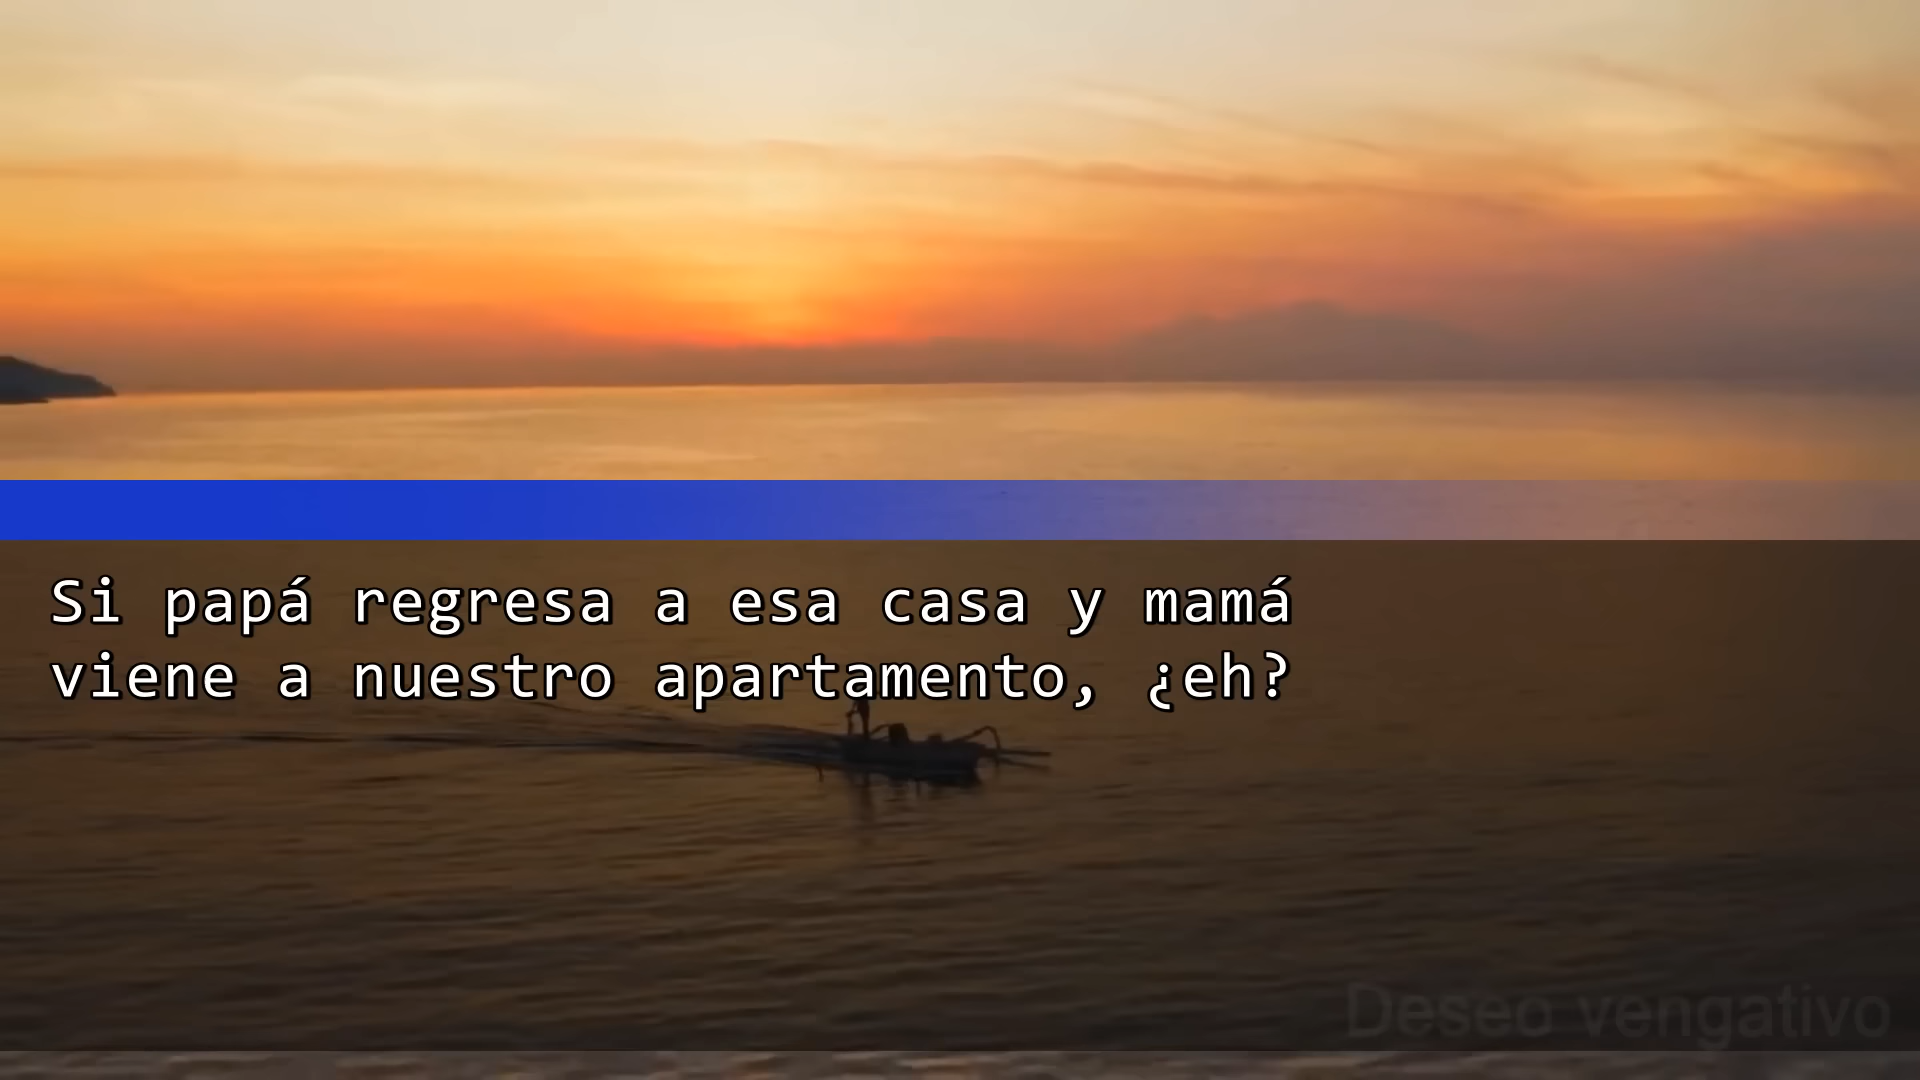 Si papá regresa a esa casa y mamá
viene a nuestro apartamento, ¿eh?
Deseo vengativo